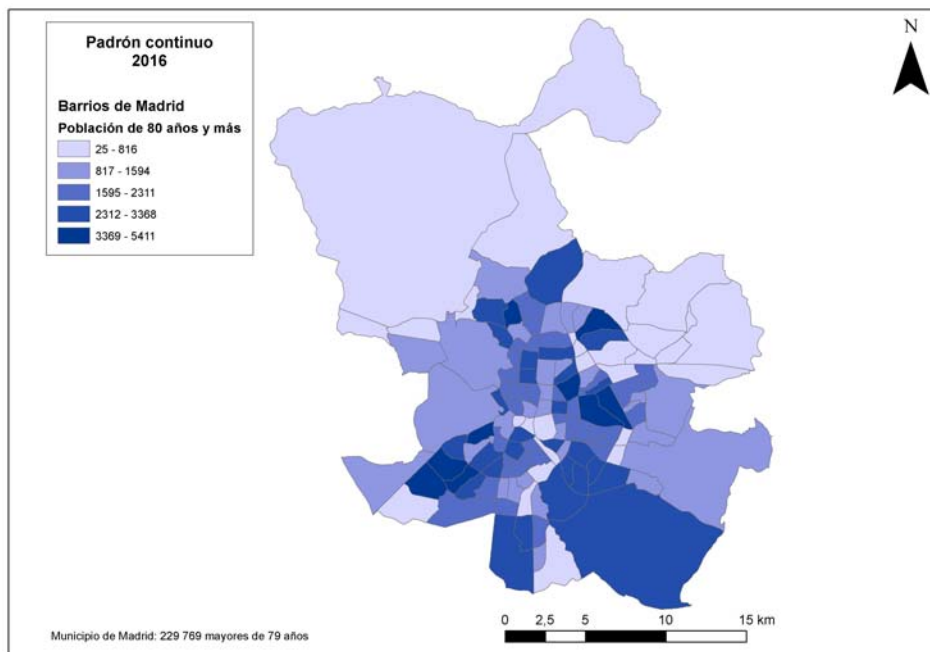 Padrón continuo
2016
Barrios de Madrid
Población de 80 años y más
25 - 816
817 - 1594
1595 - 2311
2312 - 3368
3369 - 5411
N
Municipio de Madrid: 229 769 mayores de 79 años
0 2,5 5 10 15 km